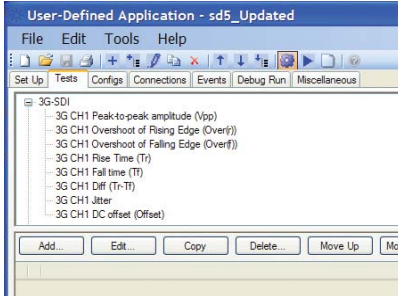 User-Defined Application - sd5_Updated
File Edit Tools Help
Set Up Tests Configs Connections Events Debug Run Miscellaneous
3G-SDI
3G CH1 Peak-to-peak amplitude (Vpp)
3G CH1 Overshoot of Rising Edge (Over(r))
3G CH1 Overshoot of Falling Edge (Over(f))
3G CH1 Rise Time (Tr)
3G CH1 Fall time (Tf)
3G CH1 Diff (Tr-Tf)
3G CH1 Jitter
3G CH1 DC offset (Offset)
Add... Edit... Copy Delete... Move Up Mo